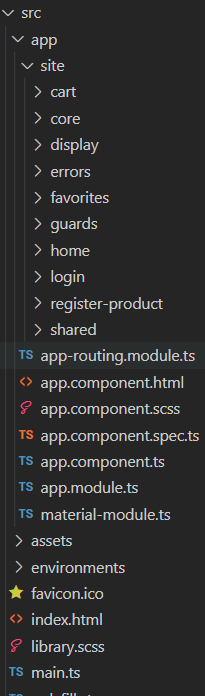 src
app
site
cart
core
display
errors
favorites
guards
home
login
register-product
shared
TS app-routing.module.ts
<> app.component.html
app.component.scss
TS app.component.spec.ts
TS app.component.ts
TS app.module.ts
TS material-module.ts
assets
environments
favicon.ico
<> index.html
library.scss
TS main.ts